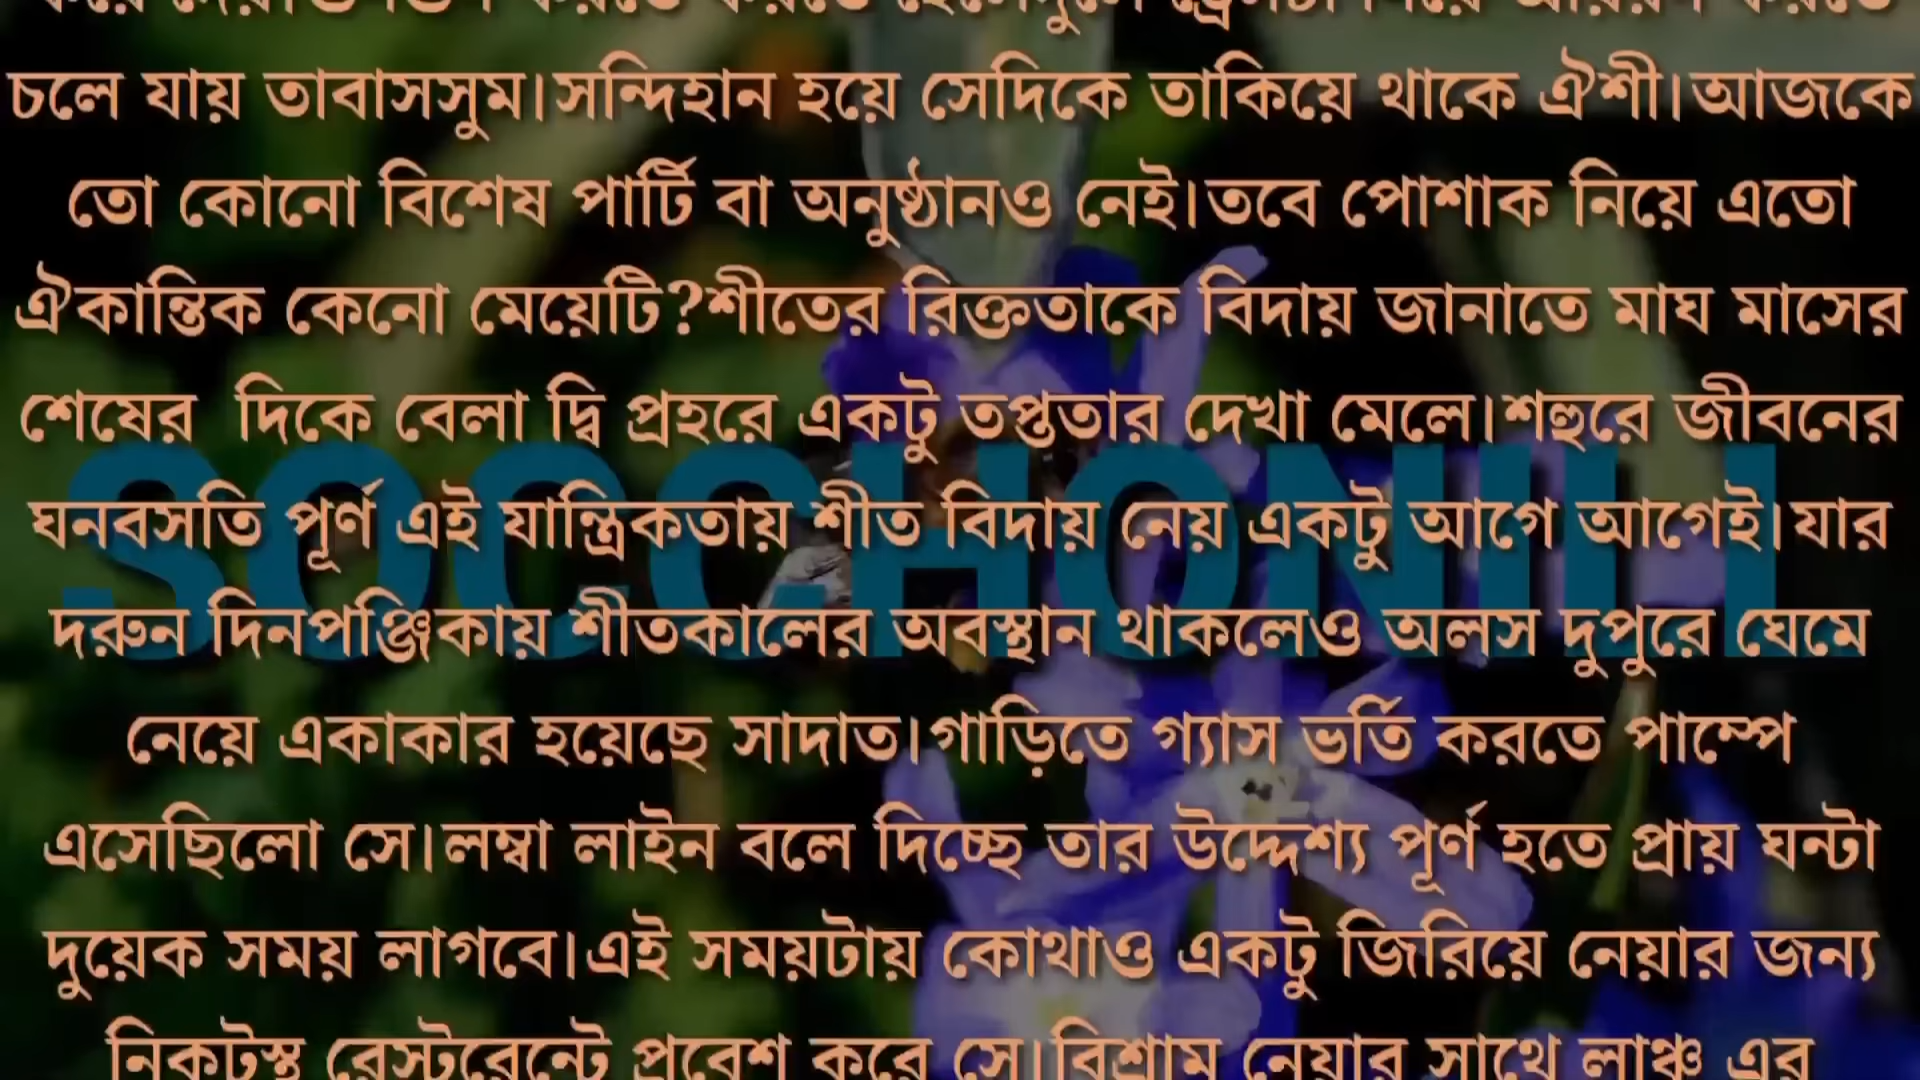 করতে করতে
চলে যায় তাবাসসুম।সন্দিহান হয়ে সেদিকে তাকিয়ে থাকে ঐশী।আজকে
তো কোনো বিশেষ পার্টি বা অনুষ্ঠানও নেই।তবে পোশাক নিয়ে এতো
ঐকান্তিক কেনো মেয়েটি?শীতের রিক্ততাকে বিদায় জানাতে মাঘ মাসের
শেষের দিকে বেলা দ্বি প্রহরে একটু তপ্ততার দেখা মেলে।শহুরে জীবনের
ঘনবসতি পূর্ণ এই যান্ত্রিকতায় শীত বিদায় নেয় একটু আগে আগেই।যার
দরুন দিনপঞ্জিকায় শীতকালের অবস্থান থাকলেও অলস দুপুরে ঘেমে
নেয়ে একাকার হয়েছে সাদাত।গাড়িতে গ্যাস ভর্তি করতে পাম্পে
এসেছিলো সে।লম্বা লাইন বলে দিচ্ছে তার উদ্দেশ্য পূর্ণ হতে প্রায় ঘন্টা
দুয়েক সময় লাগবে।এই সময়টায় কোথাও একটু জিরিয়ে নেয়ার জন্য
নিকটস্থ রেস্টুরেন্টে প্রবেশ করে সে।বিশ্রাম নেয়ার সাথে লাঞ্চ এর